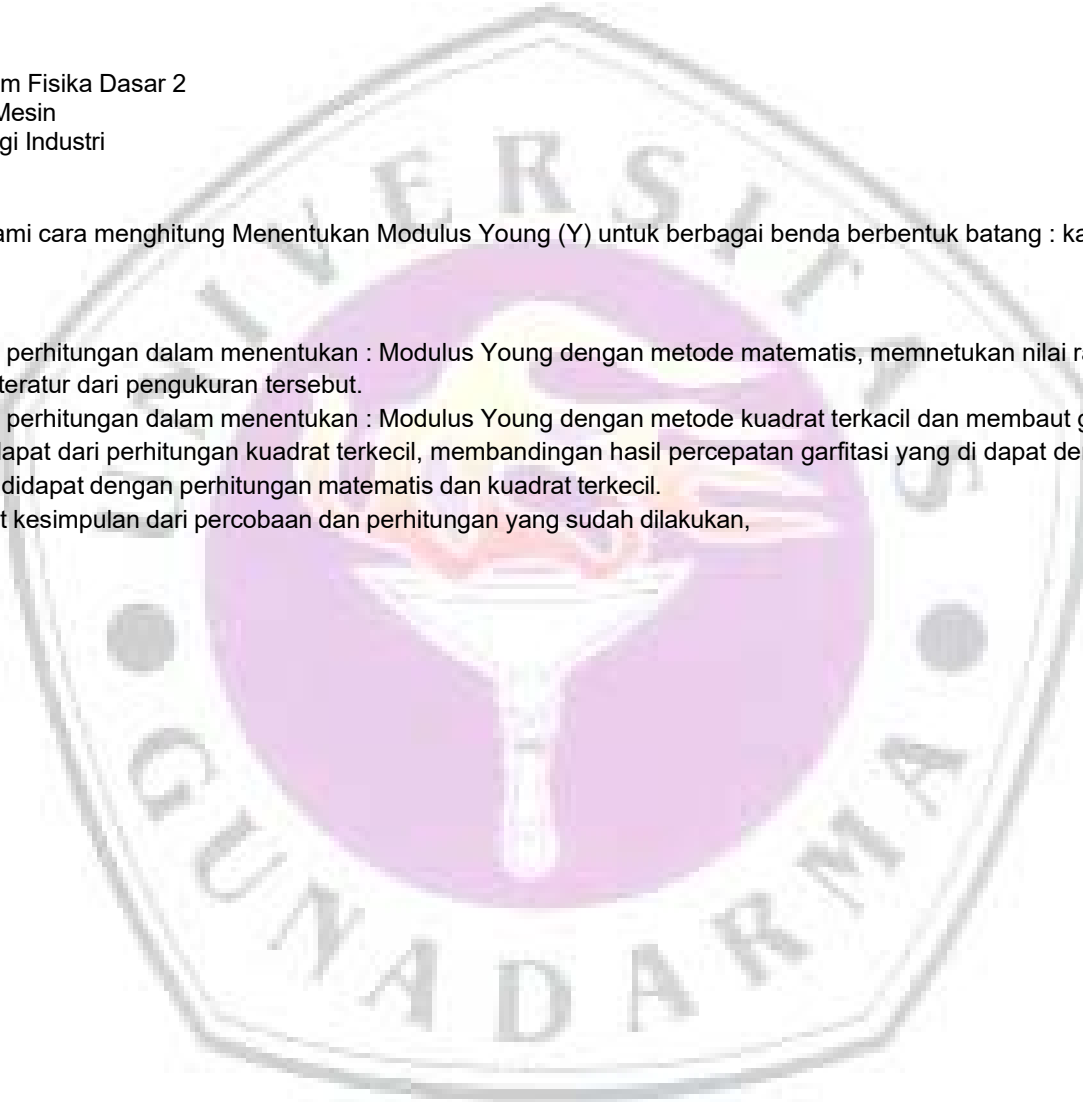 m Fisika Dasar 2
Mesin
gi Industri
ami cara menghitung Menentukan Modulus Young (Y) untuk berbagai benda berbentuk batang : ka
perhitungan dalam menentukan : Modulus Young dengan metode matematis, memnetukan nilai ra
teratur dari pengukuran tersebut.
perhitungan dalam menentukan : Modulus Young dengan metode kuadrat terkacil dan membaut g
dapat dari perhitungan kuadrat terkecil, membandingan hasil percepatan garfitasi yang di dapat de
didapat dengan perhitungan matematis dan kuadrat terkecil.
t kesimpulan dari percobaan dan perhitungan yang sudah dilakukan,
UNIVERSITAS
GUNADARMA